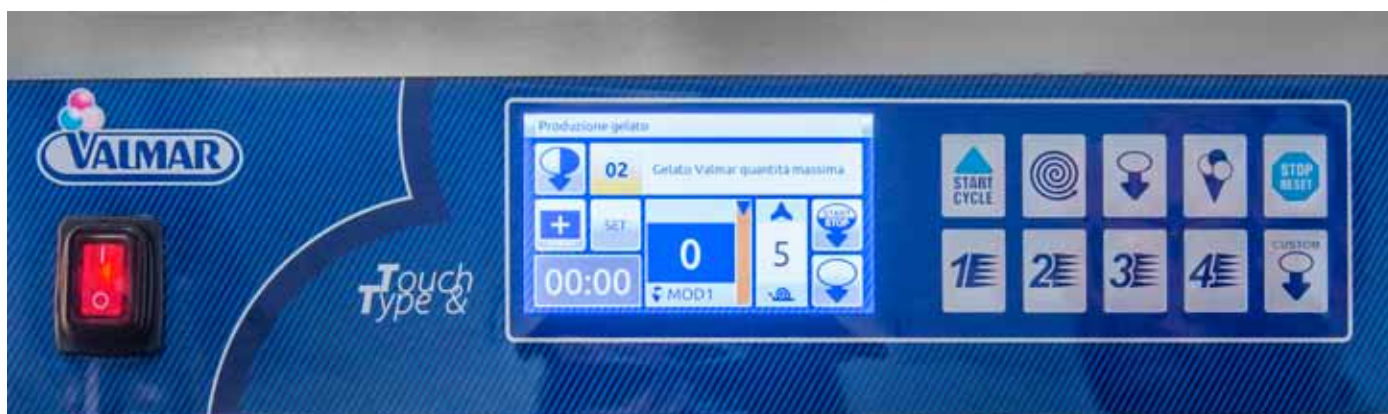 VALMAR
I
O
Touch
Type &
Produzione gelato
02
Gelato Valmar quantità massima
+
SET
00:00
0
MOD1
5
START
STOP
START
CYCLE
STOP
RESET
1
2
3
4
CUSTOM